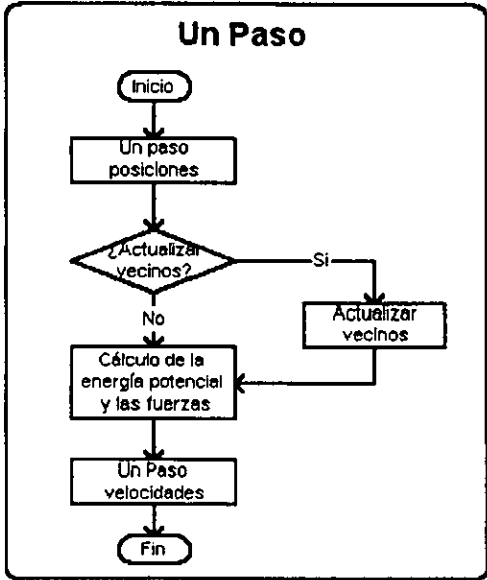 Un Paso
Inicio
Un paso
posiciones
¿Actualizar
vecinos?
Si
No
Actualizar
vecinos
Cálculo de la
energía potencial
y las fuerzas
Un Paso
velocidades
Fin